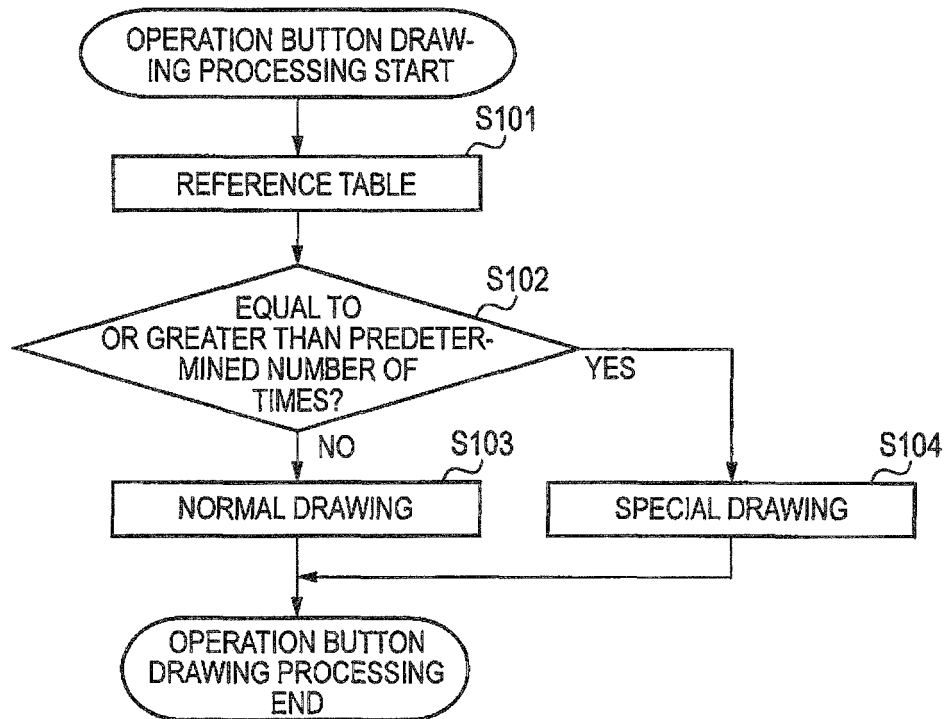 OPERATION BUTTON DRAW-
ING PROCESSING START
S101
REFERENCE TABLE
S102
EQUAL TO
OR GREATER THAN PREDETER-
MINED NUMBER OF
TIMES?
YES
NO
S103
NORMAL DRAWING
S104
SPECIAL DRAWING
OPERATION BUTTON
DRAWING PROCESSING
END